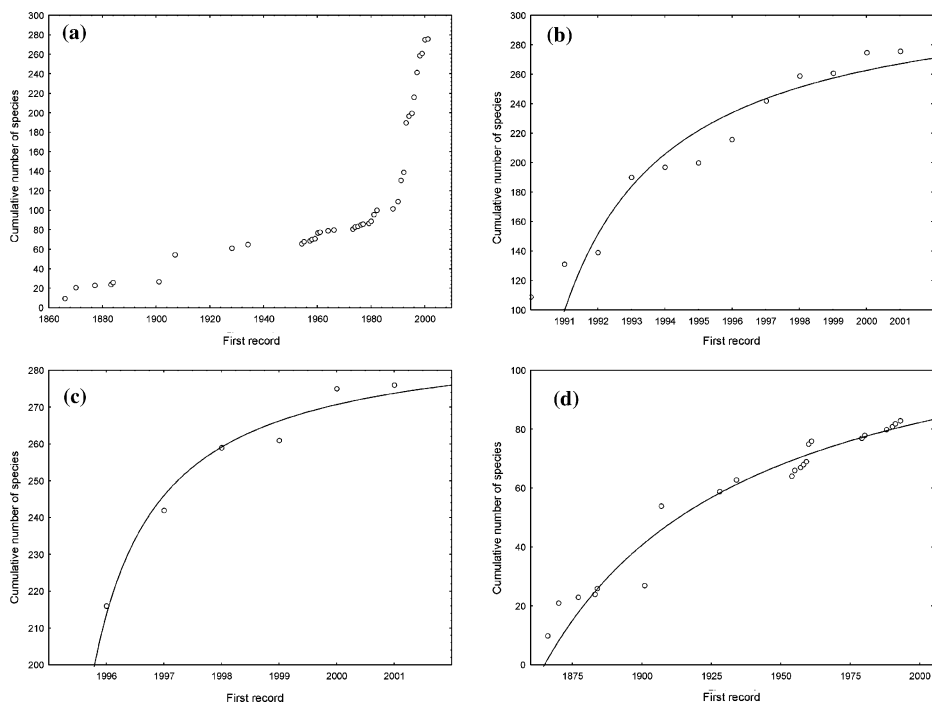 (a)
Cumulative number of species
300
280
260
240
220
200
180
160
140
120
100
80
60
40
20
0
1860 1880 1900 1920 1940 1960 1980 2000
First record
(b)
Cumulative number of species
280
260
240
220
200
180
160
140
120
100
1991 1992 1993 1994 1995 1996 1997 1998 1999 2000 2001
First record
(c)
Cumulative number of species
280
270
260
250
240
230
220
210
200
1996 1997 1998 1999 2000 2001
First record
(d)
Cumulative number of species
100
80
60
40
20
0
1875 1900 1925 1950 1975 2000
First record